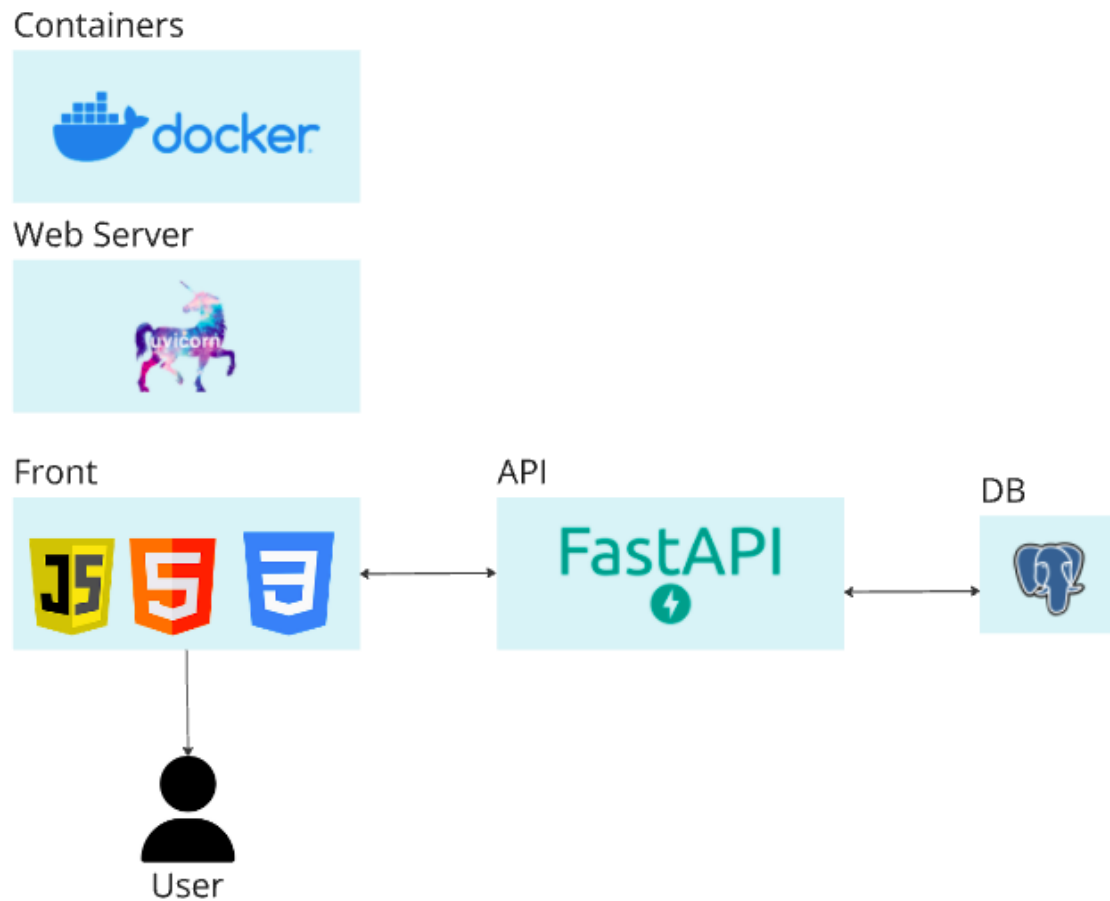 Containers
docker
Web Server
uvicorn
Front
JS
5
3
API
FastAPI
DB
User